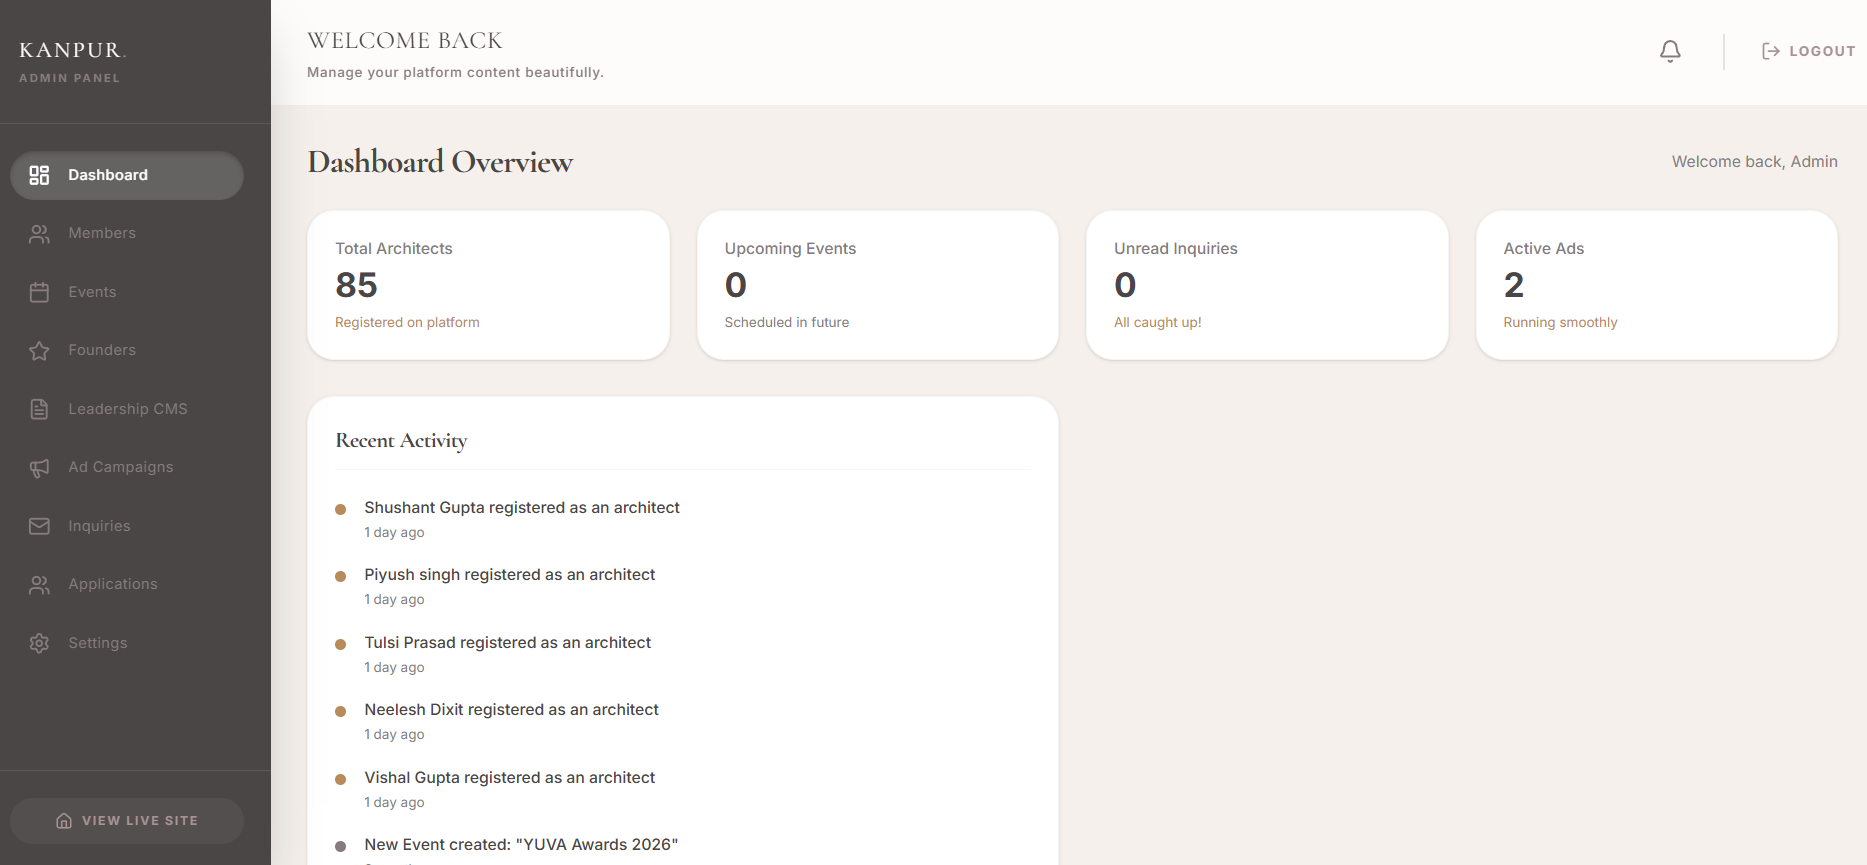 KANPUR.
ADMIN PANEL
Dashboard
Members
Events
Founders
Leadership CMS
Ad Campaigns
Inquiries
Applications
Settings
VIEW LIVE SITE
WELCOME BACK
Manage your platform content beautifully.
LOGOUT
Dashboard Overview
Welcome back, Admin
Total Architects
85
Registered on platform
Upcoming Events
0
Scheduled in future
Unread Inquiries
0
All caught up!
Active Ads
2
Running smoothly
Recent Activity
Shushant Gupta registered as an architect
1 day ago
Piyush singh registered as an architect
1 day ago
Tulsi Prasad registered as an architect
1 day ago
Neelesh Dixit registered as an architect
1 day ago
Vishal Gupta registered as an architect
1 day ago
New Event created: "YUVA Awards 2026"